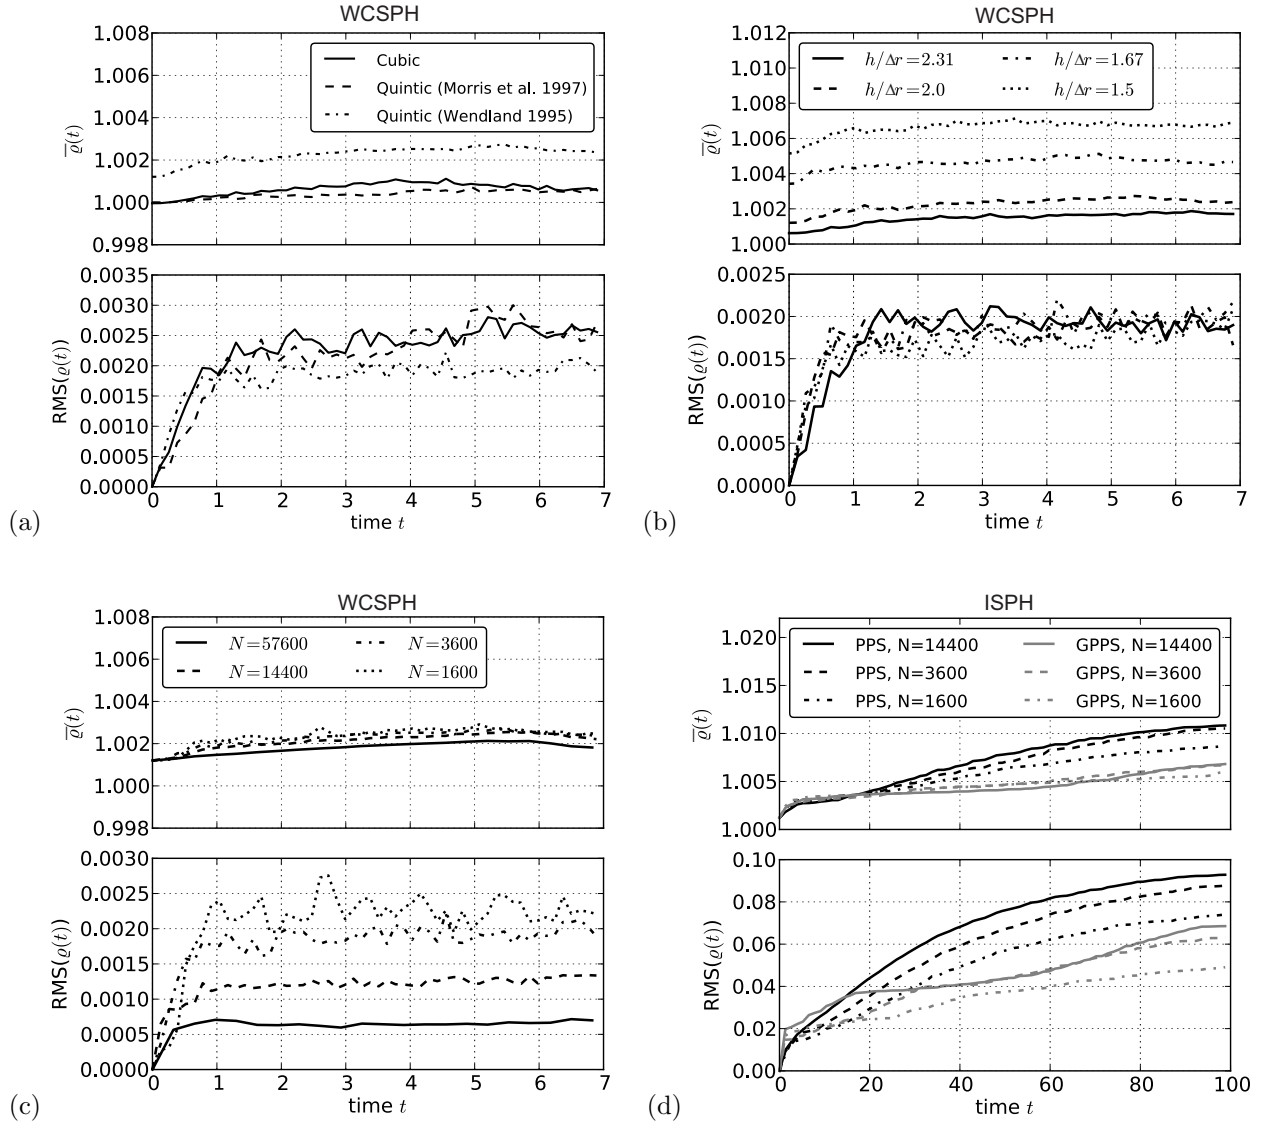 WCSPH
1.008
1.006
1.004
1.002
1.000
0.998
ϱ̅(t)
Cubic
Quintic (Morris et al. 1997)
Quintic (Wendland 1995)
0.0035
0.0030
0.0025
0.0020
0.0015
0.0010
0.0005
0.0000
RMS(ϱ(t))
0 1 2 3 4 5 6 7
time t
(a)
WCSPH
1.012
1.010
1.008
1.006
1.004
1.002
1.000
ϱ̅(t)
h/Δr=2.31
h/Δr=2.0
h/Δr=1.67
h/Δr=1.5
0.0025
0.0020
0.0015
0.0010
0.0005
0.0000
RMS(ϱ(t))
0 1 2 3 4 5 6 7
time t
(b)
WCSPH
1.008
1.006
1.004
1.002
1.000
0.998
ϱ̅(t)
N=57600
N=14400
N=3600
N=1600
0.0030
0.0025
0.0020
0.0015
0.0010
0.0005
0.0000
RMS(ϱ(t))
0 1 2 3 4 5 6 7
time t
(c)
ISPH
1.020
1.015
1.010
1.005
1.000
ϱ̅(t)
PPS, N=14400
PPS, N=3600
PPS, N=1600
GPPS, N=14400
GPPS, N=3600
GPPS, N=1600
0.10
0.08
0.06
0.04
0.02
0.00
RMS(ϱ(t))
0 20 40 60 80 100
time t
(d)